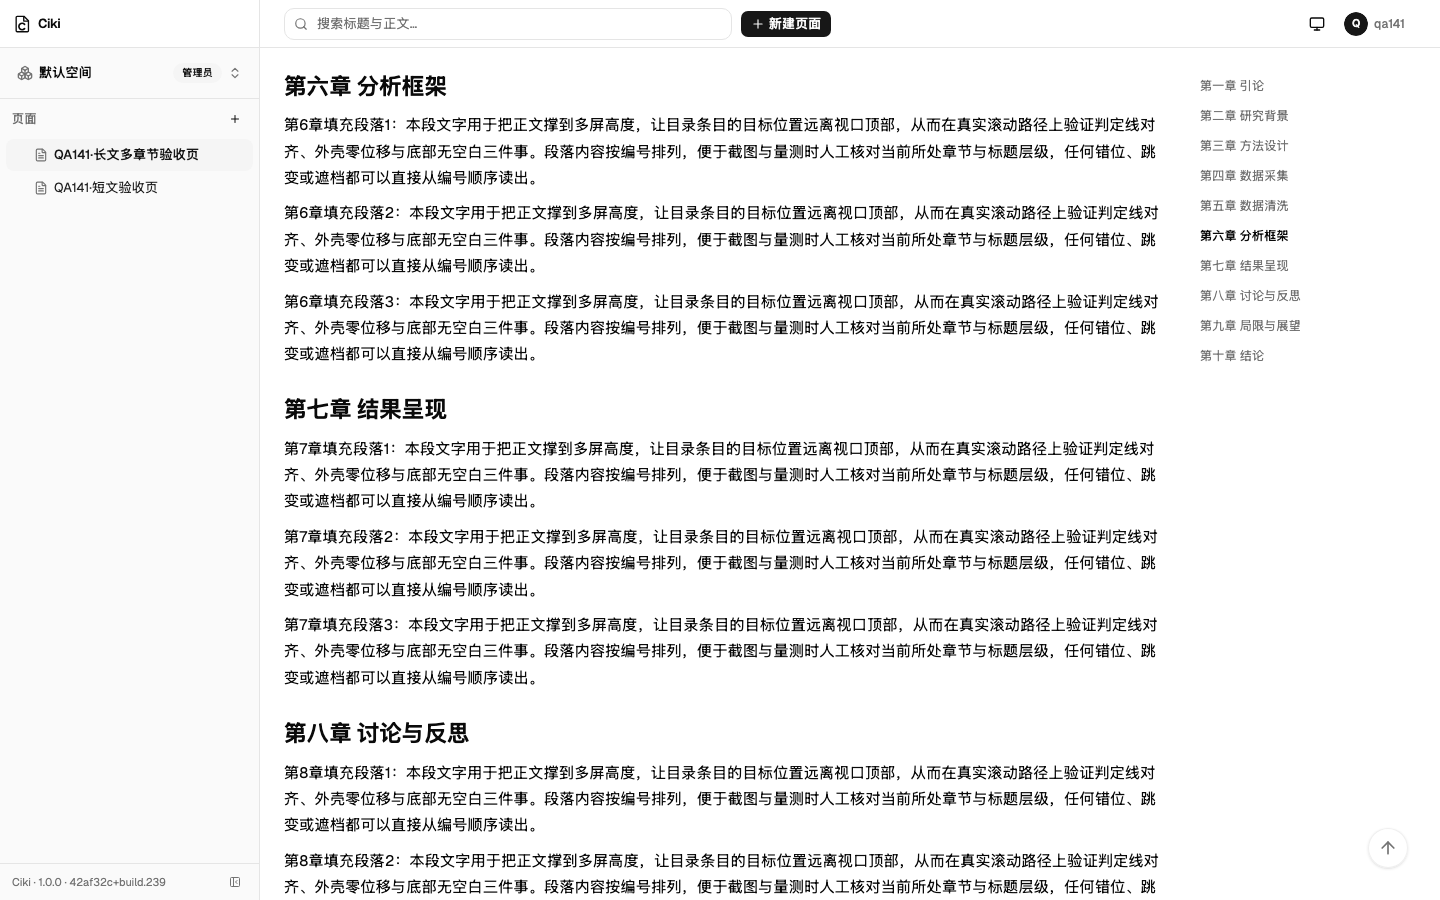 Ciki
搜索标题与正文...
新建页面
Q qa141
默认空间
管理员
页面
QA141·长文多章节验收页
QA141·短文验收页
第六章 分析框架
第6章填充段落1：本段文字用于把正文撑到多屏高度，让目录条目的目标位置远离视口顶部，从而在真实滚动路径上验证判定线对
齐、外壳零位移与底部无空白三件事。段落内容按编号排列，便于截图与量测时人工核对当前所处章节与标题层级，任何错位、跳
变或遮档都可以直接从编号顺序读出。
第6章填充段落2：本段文字用于把正文撑到多屏高度，让目录条目的目标位置远离视口顶部，从而在真实滚动路径上验证判定线对
齐、外壳零位移与底部无空白三件事。段落内容按编号排列，便于截图与量测时人工核对当前所处章节与标题层级，任何错位、跳
变或遮档都可以直接从编号顺序读出。
第6章填充段落3：本段文字用于把正文撑到多屏高度，让目录条目的目标位置远离视口顶部，从而在真实滚动路径上验证判定线对
齐、外壳零位移与底部无空白三件事。段落内容按编号排列，便于截图与量测时人工核对当前所处章节与标题层级，任何错位、跳
变或遮档都可以直接从编号顺序读出。
第七章 结果呈现
第7章填充段落1：本段文字用于把正文撑到多屏高度，让目录条目的目标位置远离视口顶部，从而在真实滚动路径上验证判定线对
齐、外壳零位移与底部无空白三件事。段落内容按编号排列，便于截图与量测时人工核对当前所处章节与标题层级，任何错位、跳
变或遮档都可以直接从编号顺序读出。
第7章填充段落2：本段文字用于把正文撑到多屏高度，让目录条目的目标位置远离视口顶部，从而在真实滚动路径上验证判定线对
齐、外壳零位移与底部无空白三件事。段落内容按编号排列，便于截图与量测时人工核对当前所处章节与标题层级，任何错位、跳
变或遮档都可以直接从编号顺序读出。
第7章填充段落3：本段文字用于把正文撑到多屏高度，让目录条目的目标位置远离视口顶部，从而在真实滚动路径上验证判定线对
齐、外壳零位移与底部无空白三件事。段落内容按编号排列，便于截图与量测时人工核对当前所处章节与标题层级，任何错位、跳
变或遮档都可以直接从编号顺序读出。
第八章 讨论与反思
第8章填充段落1：本段文字用于把正文撑到多屏高度，让目录条目的目标位置远离视口顶部，从而在真实滚动路径上验证判定线对
齐、外壳零位移与底部无空白三件事。段落内容按编号排列，便于截图与量测时人工核对当前所处章节与标题层级，任何错位、跳
变或遮档都可以直接从编号顺序读出。
第8章填充段落2：本段文字用于把正文撑到多屏高度，让目录条目的目标位置远离视口顶部，从而在真实滚动路径上验证判定线对
齐、外壳零位移与底部无空白三件事。段落内容按编号排列，便于截图与量测时人工核对当前所处章节与标题层级，任何错位、跳
第一章 引论
第二章 研究背景
第三章 方法设计
第四章 数据采集
第五章 数据清洗
第六章 分析框架
第七章 结果呈现
第八章 讨论与反思
第九章 局限与展望
第十章 结论
Ciki · 1.0.0 · 42af32c+build.239